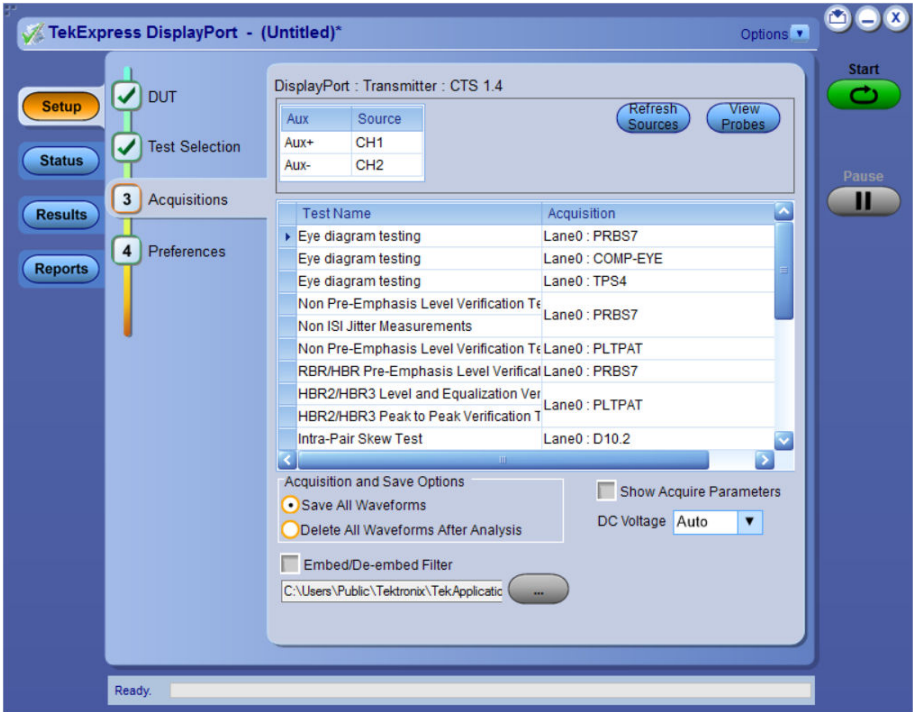 TekExpress DisplayPort - (Untitled)*
Options
Start
Pause
Setup
Status
Results
Reports
DUT
Test Selection
3 Acquisitions
4 Preferences
DisplayPort : Transmitter : CTS 1.4
Aux Source
Aux+ CH1
Aux- CH2
Refresh Sources
View Probes
Test Name Acquisition
Eye diagram testing Lane0 : PRBS7
Eye diagram testing Lane0 : COMP-EYE
Eye diagram testing Lane0 : TPS4
Non Pre-Emphasis Level Verification Te
Lane0 : PRBS7
Non ISI Jitter Measurements
Non Pre-Emphasis Level Verification Te Lane0 : PLTPAT
RBR/HBR Pre-Emphasis Level Verificat Lane0 : PRBS7
HBR2/HBR3 Level and Equalization Ver
Lane0 : PLTPAT
HBR2/HBR3 Peak to Peak Verification T
Intra-Pair Skew Test Lane0 : D10.2
Acquisition and Save Options
Save All Waveforms
Delete All Waveforms After Analysis
Show Acquire Parameters
DC Voltage Auto
Embed/De-embed Filter
C:\Users\Public\Tektronix\TekApplicatic
...
Ready.